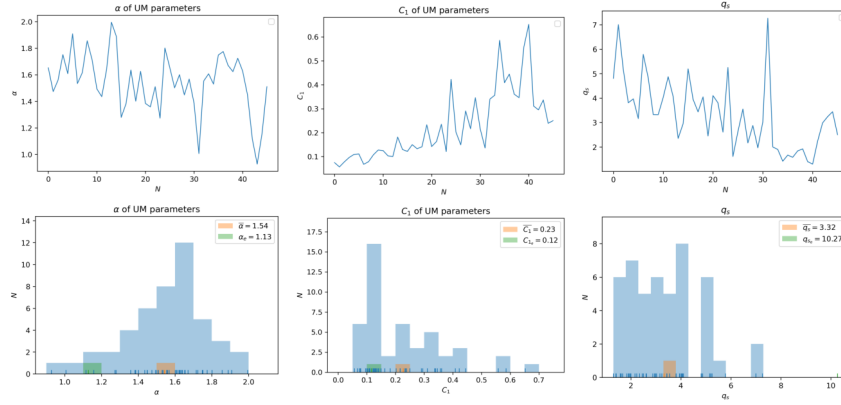 α of UM parameters
2.0
1.8
1.6
1.4
1.2
1.0
α
0 10 20 30 40
N
C₁ of UM parameters
0.6
0.5
0.4
0.3
0.2
0.1
C₁
0 10 20 30 40
N
qₛ
7
6
5
4
3
2
qₛ
0 10 20 30 40
N
α of UM parameters
14
12
10
8
6
4
2
0
N
ᾱ = 1.54
αₑ = 1.13
1.0 1.2 1.4 1.6 1.8 2.0
α
C₁ of UM parameters
17.5
15.0
12.5
10.0
7.5
5.0
2.5
0.0
N
C̄₁ = 0.23
= 0.12
0.0 0.1 0.2 0.3 0.4 0.5 0.6 0.7
C₁
qₛ
8
6
4
2
0
N
q̄ₛ = 3.32
= 10.27
2 4 6 8 10
qₛ